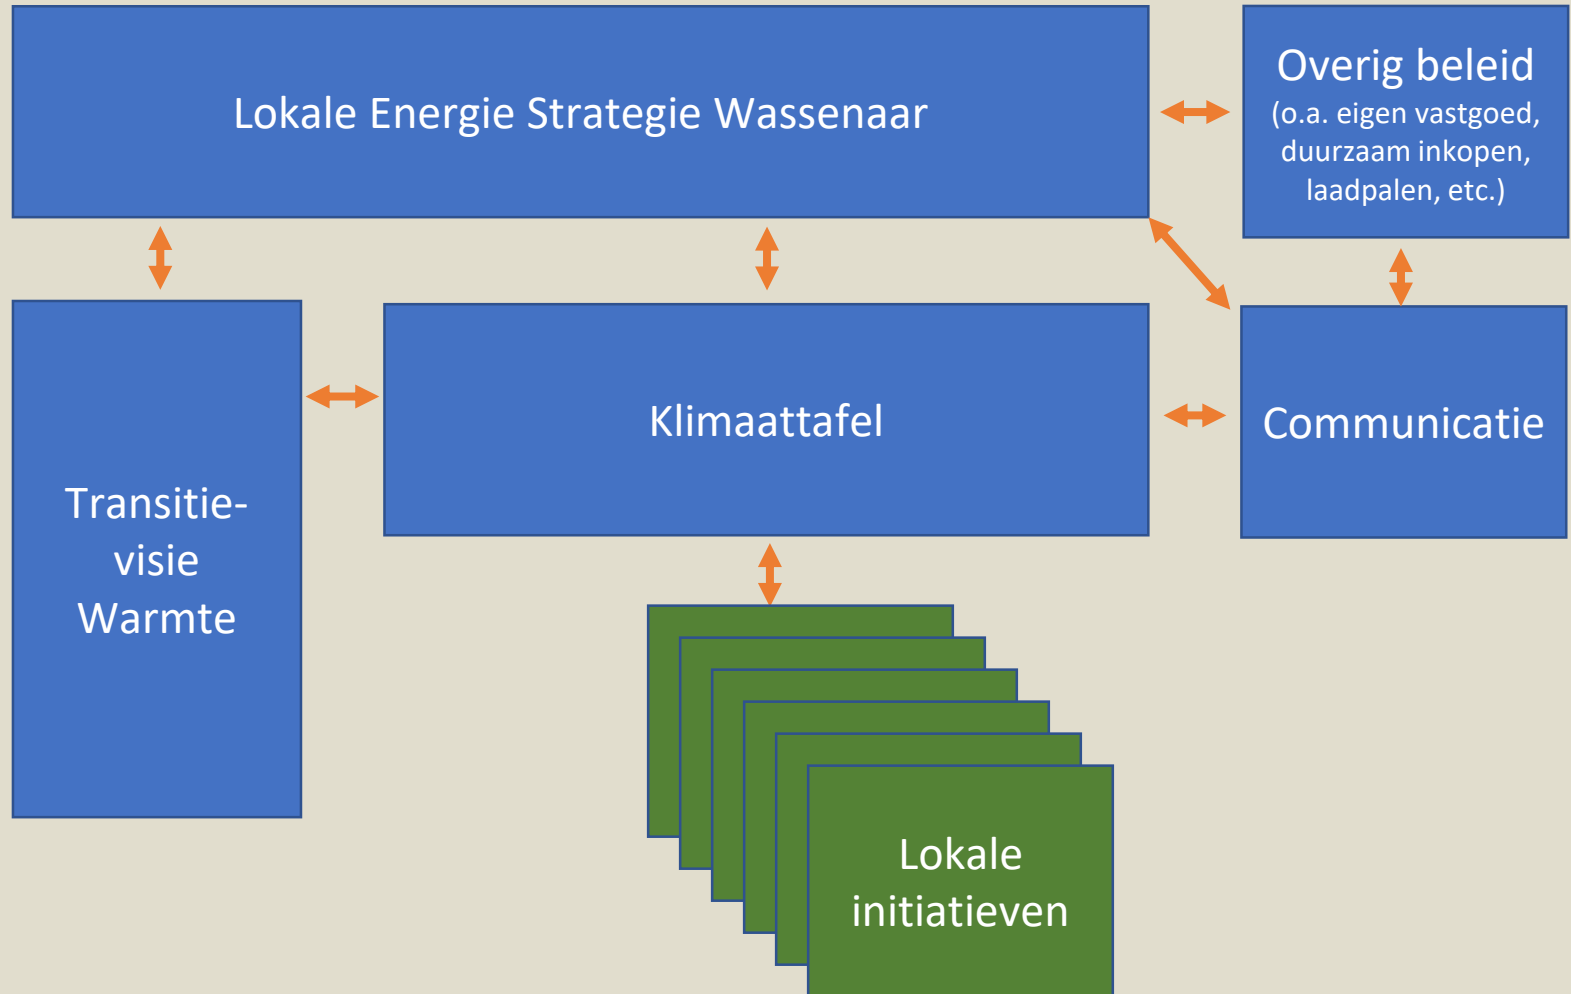 Lokale Energie Strategie Wassenaar
Overig beleid
(o.a. eigen vastgoed,
duurzaam inkopen,
laadpalen, etc.)
Transitie-
visie
Warmte
Klimaattafel
Communicatie
Lokale
initiatieven